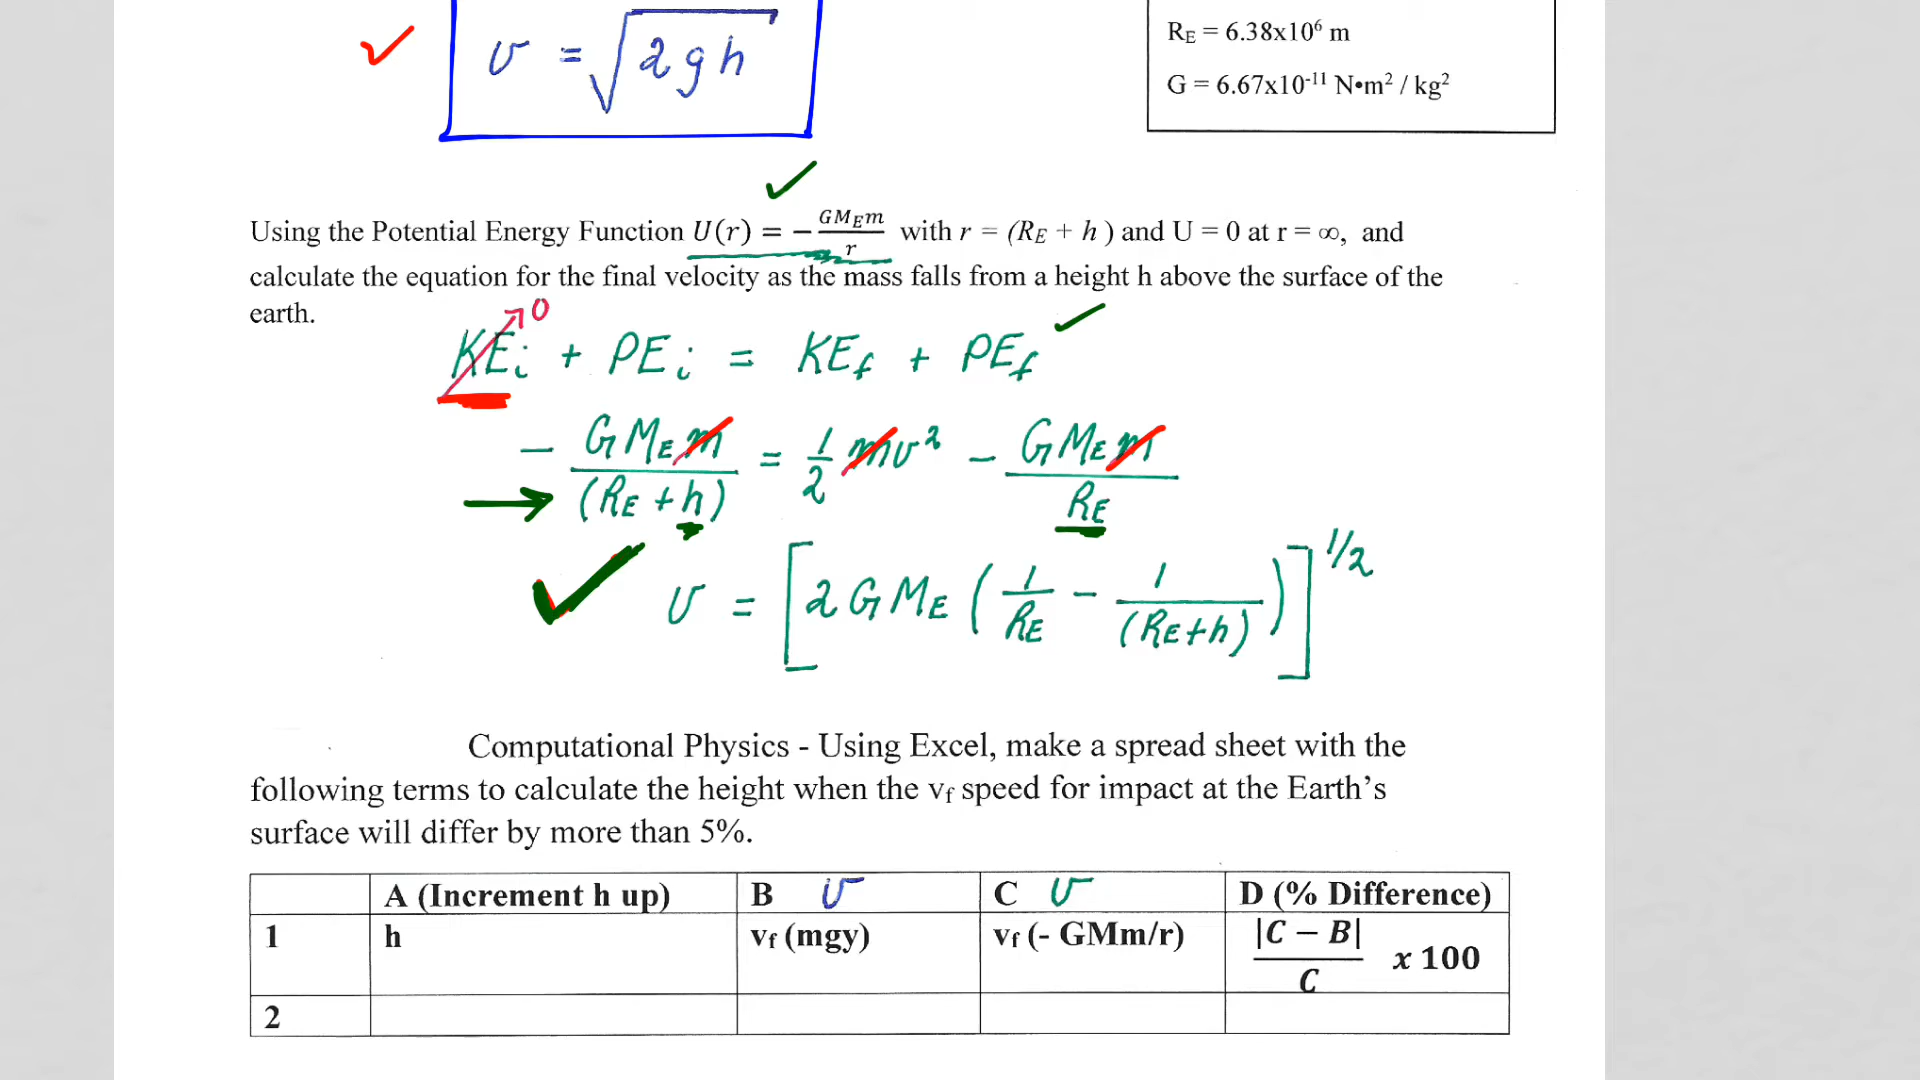 v = √2gh
R_E = 6.38x10⁶ m
G = 6.67x10⁻¹¹ N•m² / kg²
Using the Potential Energy Function U(r) = − GM_Em / r with r = (R_E + h ) and U = 0 at r = ∞, and
calculate the equation for the final velocity as the mass falls from a height h above the surface of the
earth.
0
KE_i + PE_i = KE_f + PE_f
− GM_Em / (R_E + h) = 1/2 mv² − GM_Em / R_E
v = [2GM_E (1/R_E − 1/(R_E+h))]^1/2
Computational Physics - Using Excel, make a spread sheet with the
following terms to calculate the height when the v_f speed for impact at the Earth's
surface will differ by more than 5%.
A (Increment h up) B v C v D (% Difference)
1 h v_f (mgy) v_f (- GMm/r) |C − B| / C x 100
2